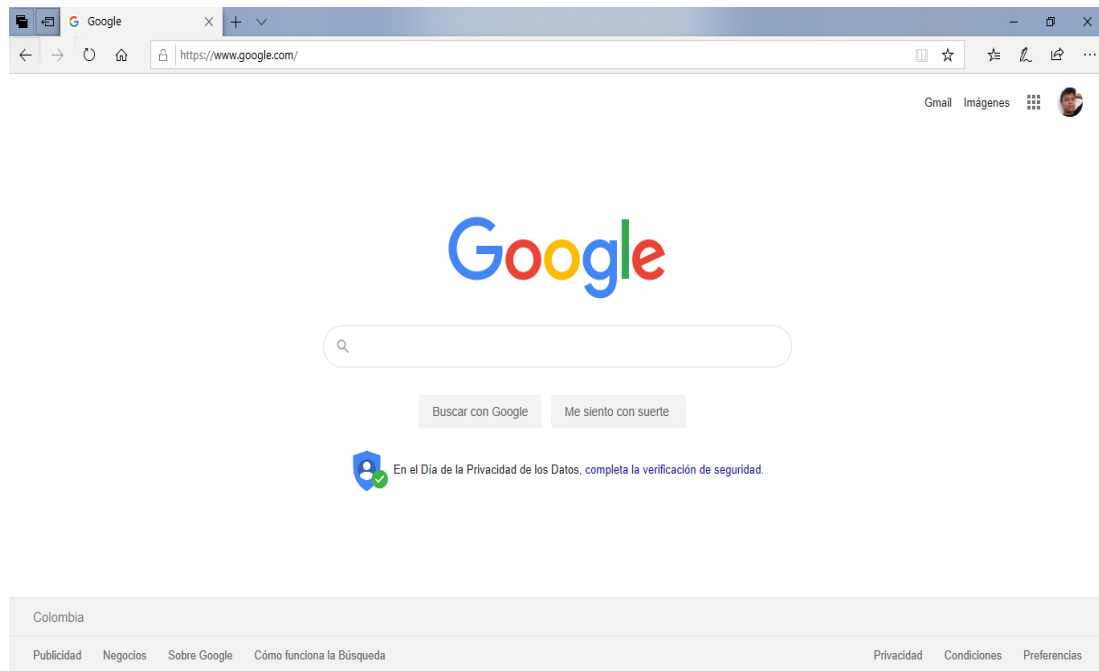 Google
https://www.google.com/
Gmail Imágenes
Google
Buscar con Google Me siento con suerte
En el Día de la Privacidad de los Datos, completa la verificación de seguridad.
Colombia
Publicidad Negocios Sobre Google Cómo funciona la Búsqueda Privacidad Condiciones Preferencias